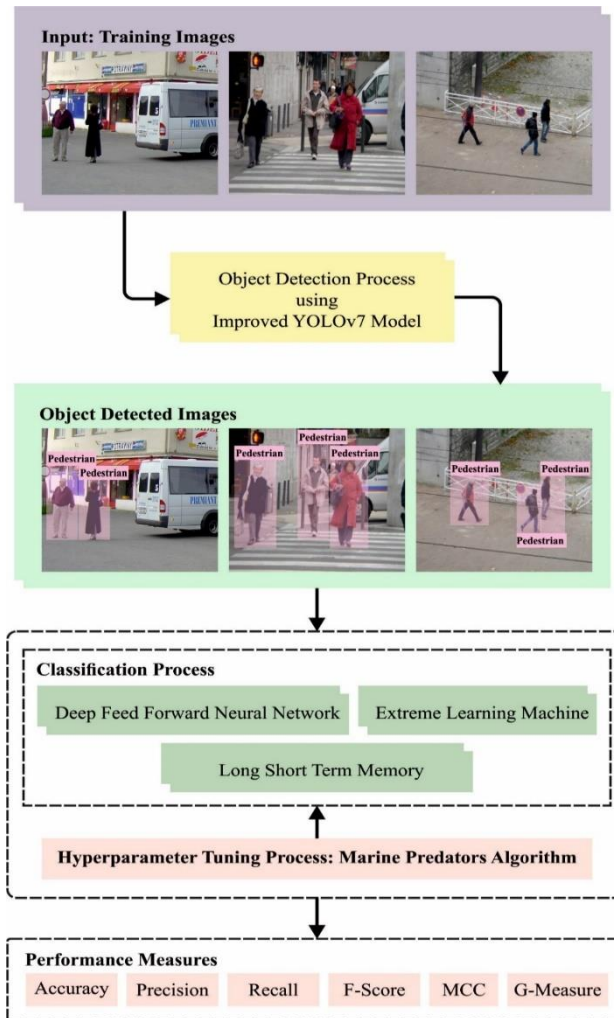 Input: Training Images
PREMIANT
Object Detection Process
using
Improved YOLOv7 Model
Object Detected Images
Pedestrian
Pedestrian
Pedestrian
Pedestrian
Pedestrian
Pedestrian
Pedestrian
Pedestrian
Classification Process
Deep Feed Forward Neural Network
Extreme Learning Machine
Long Short Term Memory
Hyperparameter Tuning Process: Marine Predators Algorithm
Performance Measures
Accuracy
Precision
Recall
F-Score
MCC
G-Measure